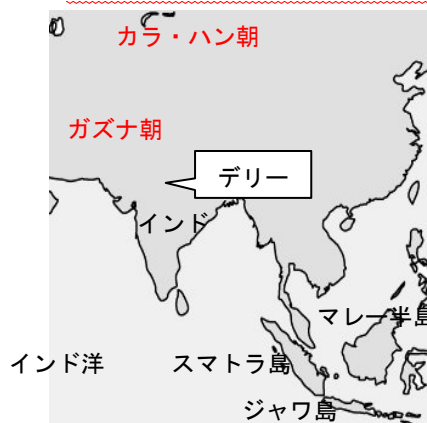 カラ・ハン朝
ガズナ朝
デリー
インド
マレー半島
インド洋
スマトラ島
ジャワ島